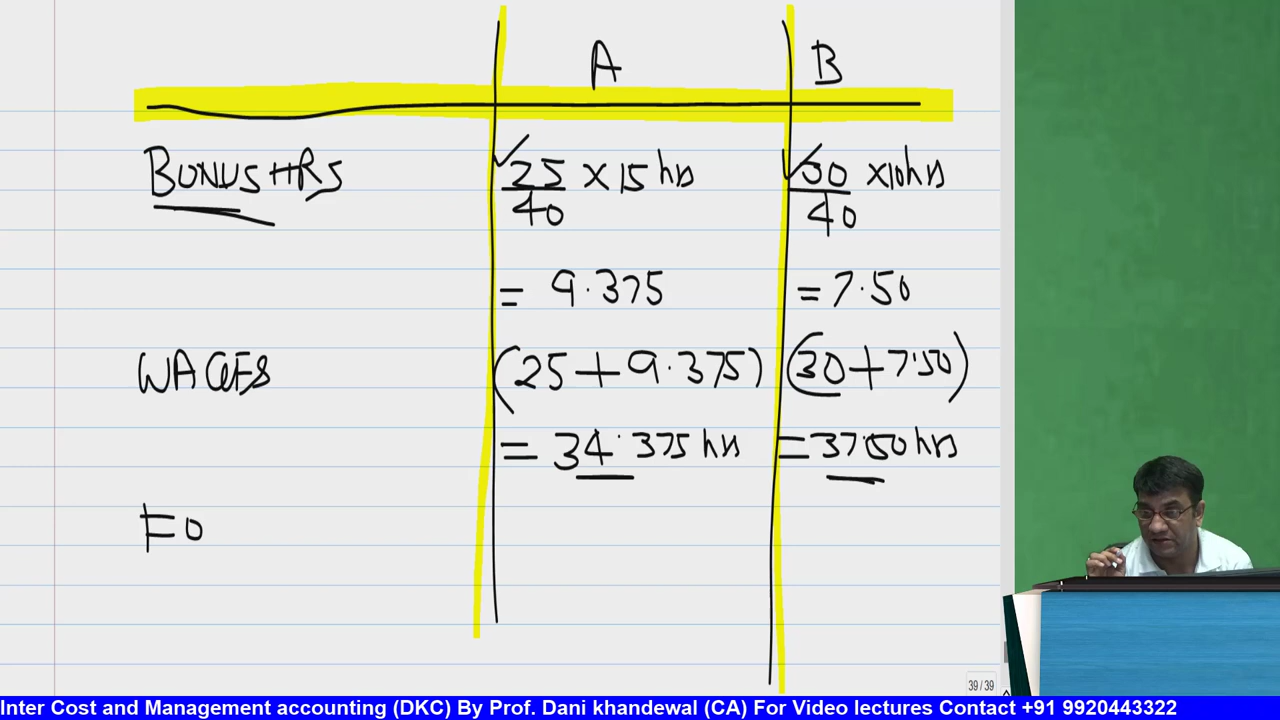 A B
BONUS HRS 25/40 × 15 hrs 30/40 ×10hrs
= 9.375 = 7.50
WAGES (25+9.375) (30+7.50)
= 34.375 hrs =37.50 hrs
FO
39 / 39
Inter Cost and Management accounting (DKC) By Prof. Dani khandewal (CA) For Video lectures Contact +91 9920443322